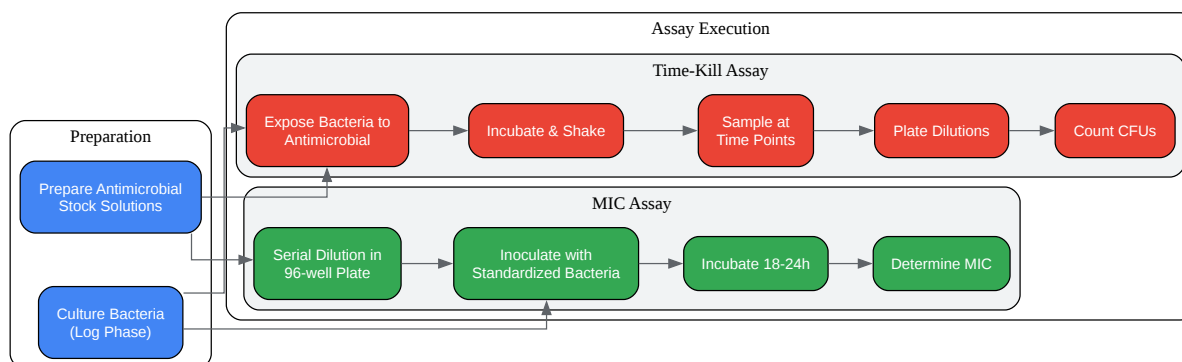 Assay Execution
Time-Kill Assay
Expose Bacteria to
Antimicrobial
Incubate & Shake
Sample at
Time Points
Plate Dilutions
Count CFUs
Preparation
Prepare Antimicrobial
Stock Solutions
Culture Bacteria
(Log Phase)
MIC Assay
Serial Dilution in
96-well Plate
Inoculate with
Standardized Bacteria
Incubate 18-24h
Determine MIC